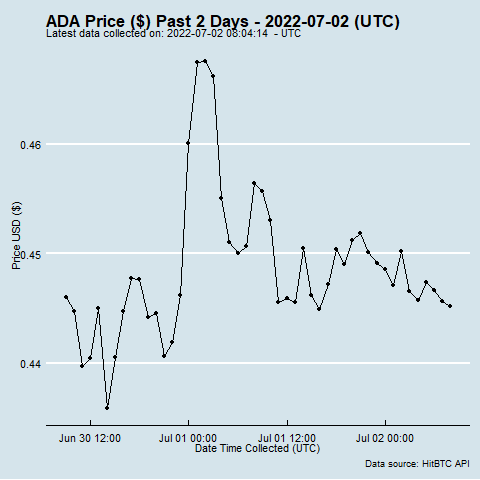 ADA Price ($) Past 2 Days - 2022-07-02 (UTC)
Latest data collected on: 2022-07-02 08:04:14 - UTC
0.46
0.45
0.44
Price USD ($)
Jun 30 12:00
Jul 01 00:00
Jul 01 12:00
Jul 02 00:00
Date Time Collected (UTC)
Data source: HitBTC API